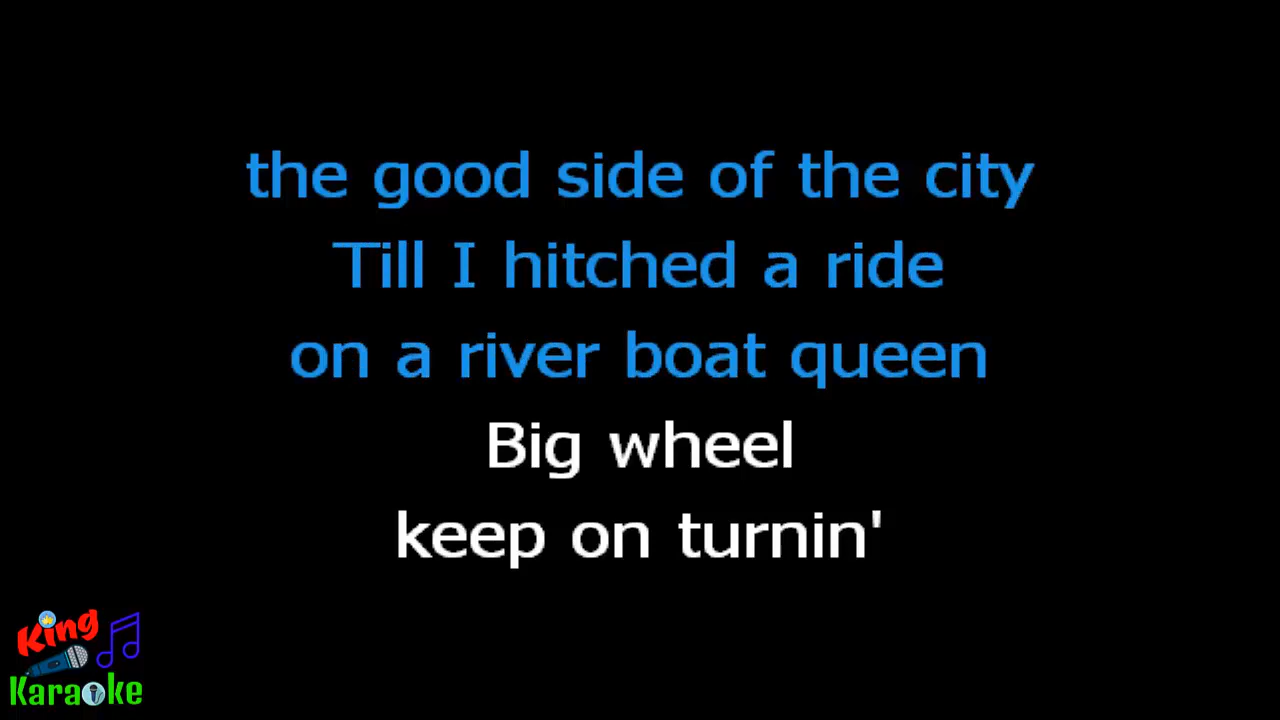 the good side of the city
Till I hitched a ride
on a river boat queen
Big wheel
keep on turnin'
King
Karaoke